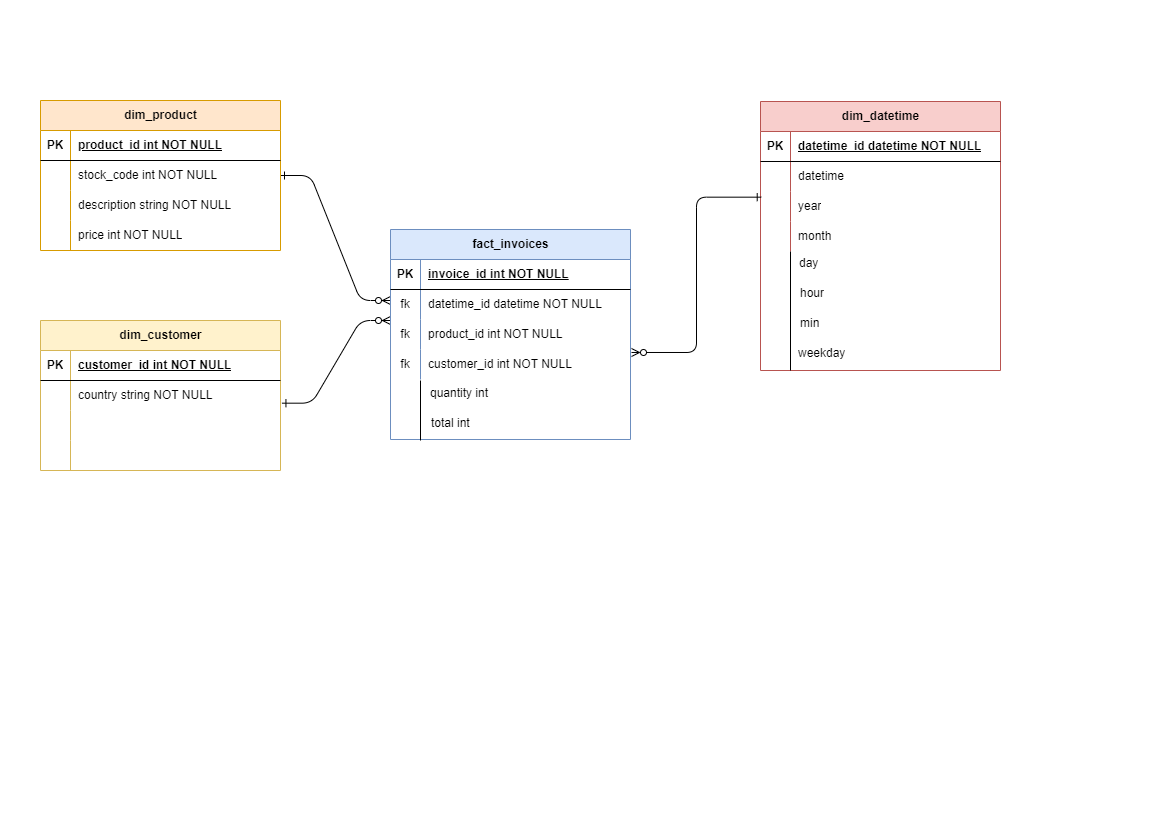 dim_product
PK product_id int NOT NULL
stock_code int NOT NULL
description string NOT NULL
price int NOT NULL
dim_customer
PK customer_id int NOT NULL
country string NOT NULL
fact_invoices
PK invoice_id int NOT NULL
fk datetime_id datetime NOT NULL
fk product_id int NOT NULL
fk customer_id int NOT NULL
quantity int
total int
dim_datetime
PK datetime_id datetime NOT NULL
datetime
year
month
day
hour
min
weekday